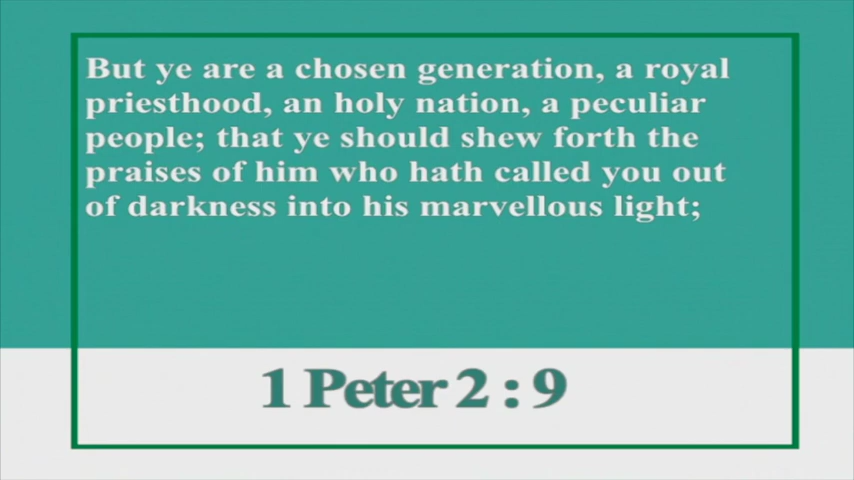 But ye are a chosen generation, a royal
priesthood, an holy nation, a peculiar
people; that ye should shew forth the
praises of him who hath called you out
of darkness into his marvellous light;
1 Peter 2 : 9